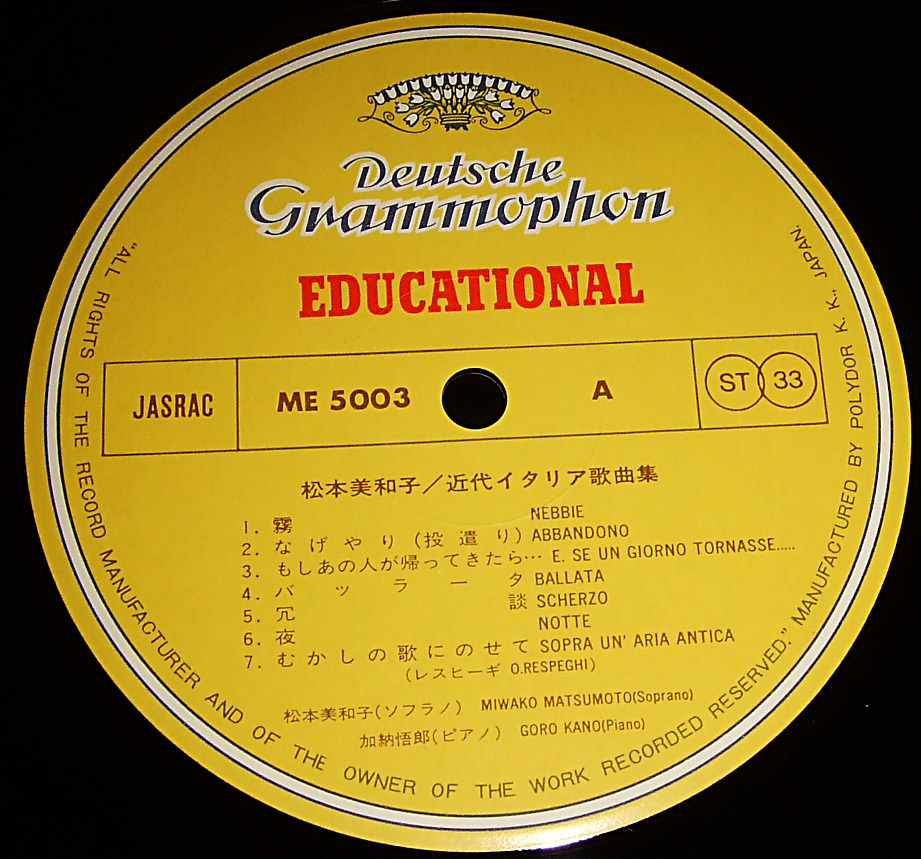 Deutsche
Grammophon
EDUCATIONAL
JASRAC ME 5003 A ST 33
松本美和子／近代イタリア歌曲集
1. 霧 NEBBIE
2. なげやり(投遣り) ABBANDONO
3. もしあの人が帰ってきたら… E. SE UN GIORNO TORNASSE.....
4. バッラータ BALLATA
5. 冗談 SCHERZO
6. 夜 NOTTE
7. むかしの歌にのせて SOPRA UN' ARIA ANTICA
(レスピーギ O.RESPEGHI)
松本美和子(ソプラノ) MIWAKO MATSUMOTO(Soprano)
加納悟郎(ピアノ) GORO KANO(Piano)
"ALL RIGHTS OF THE RECORD MANUFACTURER AND OF THE OWNER OF THE WORK RECORDED RESERVED." MANUFACTURED BY POLYDOR K. K., JAPAN.